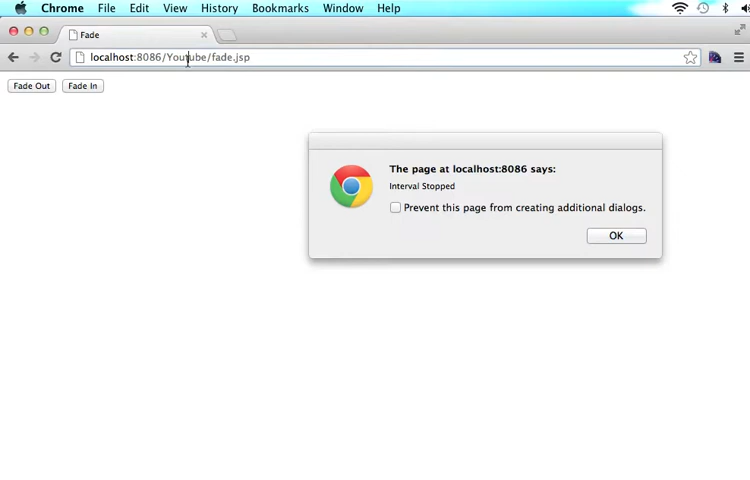 Chrome File Edit View History Bookmarks Window Help
Fade
localhost:8086/Youtube/fade.jsp
Fade Out Fade In
The page at localhost:8086 says:
Interval Stopped
Prevent this page from creating additional dialogs.
OK